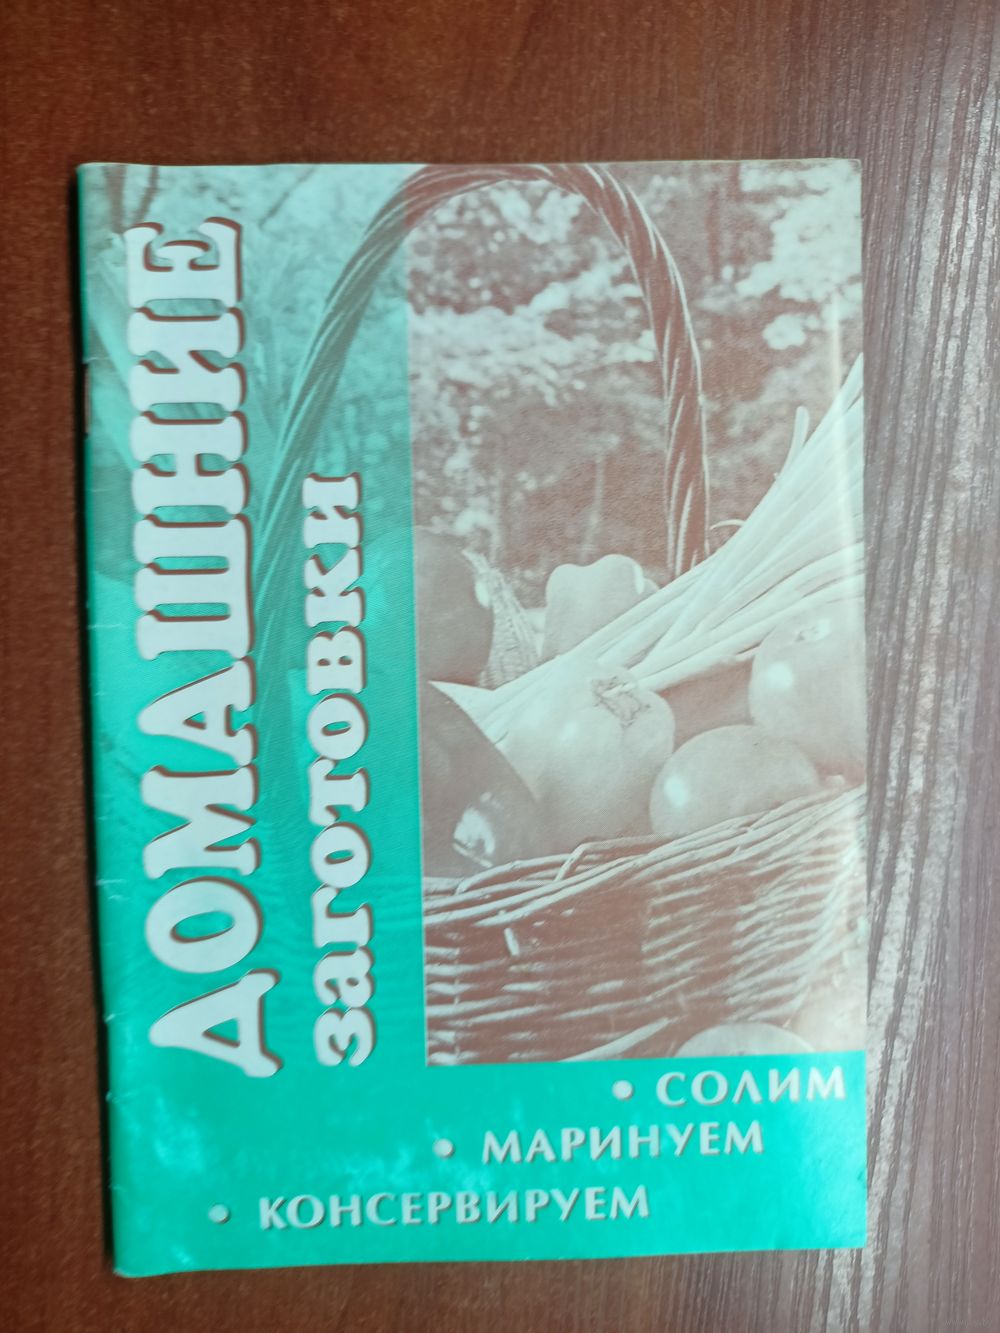 ДОМАШНИЕ
заготовки
• СОЛИМ
• МАРИНУЕМ
• КОНСЕРВИРУЕМ